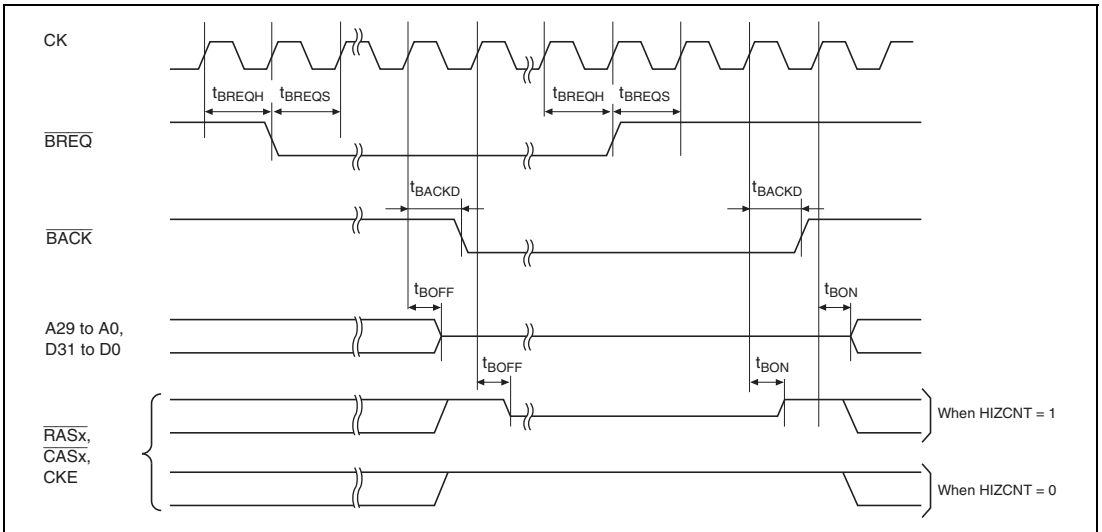 CK
tBREQH tBREQS tBREQH tBREQS
BREQ
tBACKD tBACKD
BACK
tBOFF tBON
A29 to A0,
D31 to D0
tBOFF tBON
When HIZCNT = 1
RASx,
CASx,
CKE
When HIZCNT = 0